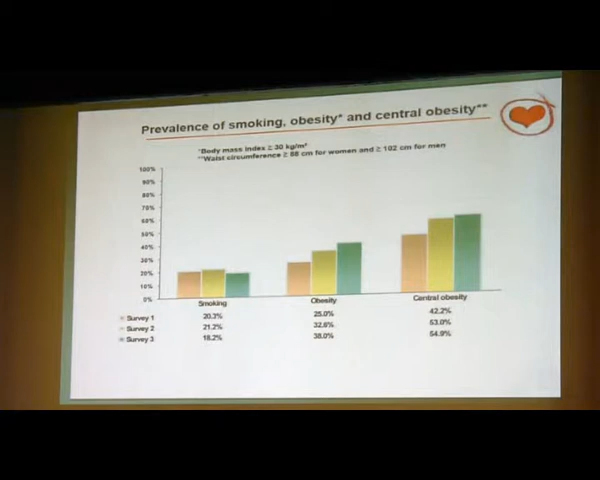 Prevalence of smoking, obesity* and central obesity**
*Body mass index ≥ 30 kg/m²
**Waist circumference ≥ 88 cm for women and ≥ 102 cm for men
100%
90%
80%
70%
60%
50%
40%
30%
20%
10%
0%
Smoking Obesity Central obesity
Survey 1 20.3% 25.0% 42.2%
Survey 2 21.2% 32.6% 53.0%
Survey 3 18.2% 38.0% 54.9%